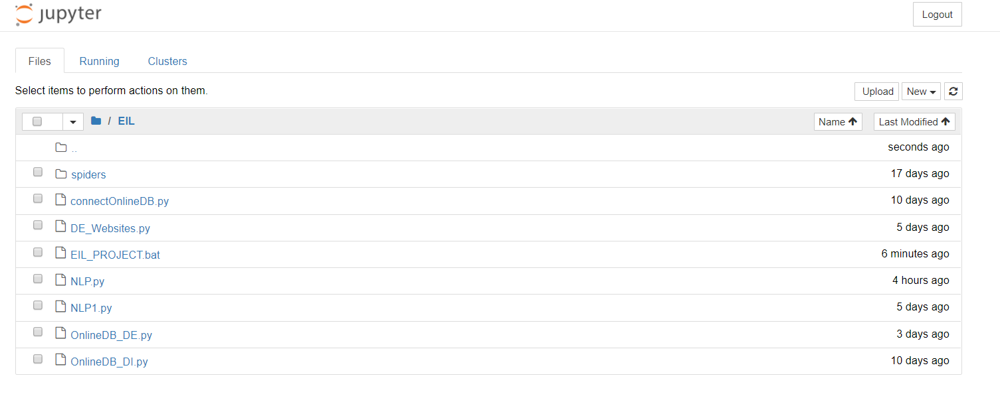 jupyter Logout
Files Running Clusters
Select items to perform actions on them. Upload New
/ EIL Name Last Modified
.. seconds ago
spiders 17 days ago
connectOnlineDB.py 10 days ago
DE_Websites.py 5 days ago
EIL_PROJECT.bat 6 minutes ago
NLP.py 4 hours ago
NLP1.py 5 days ago
OnlineDB_DE.py 3 days ago
OnlineDB_DI.py 10 days ago